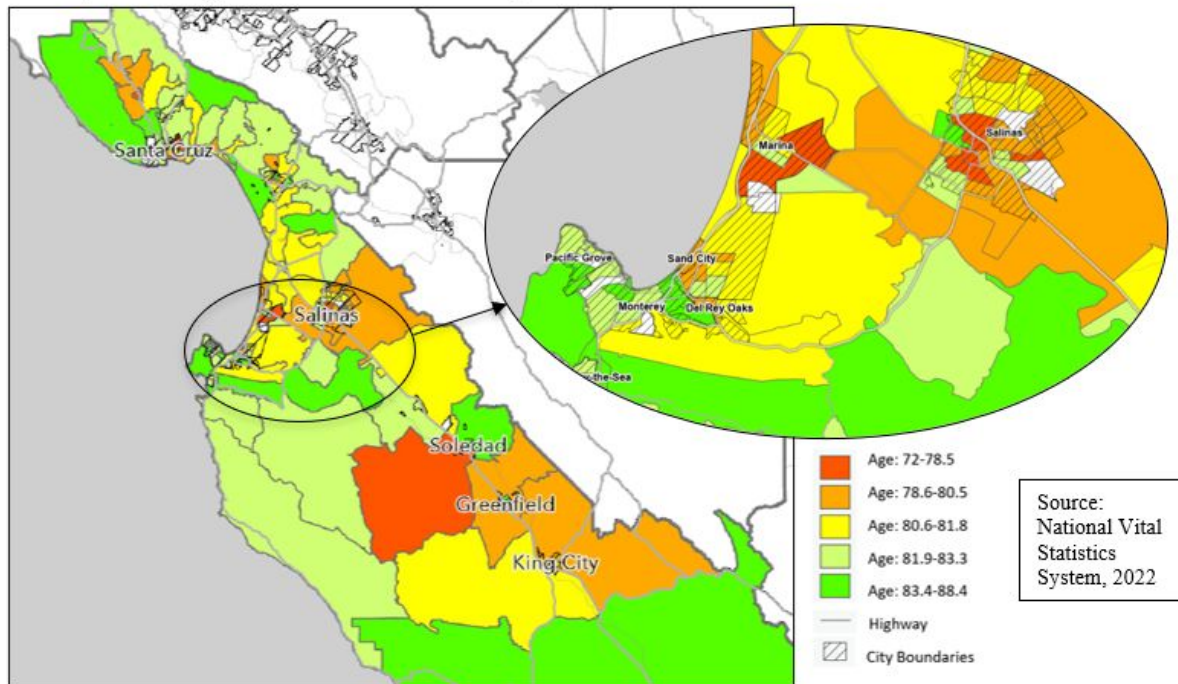 Santa Cruz
Salinas
Soledad
Greenfield
King City
Marina
Salinas
Pacific Grove
Sand City
Monterey
Del Rey Oaks
-the-Sea
Age: 72-78.5
Age: 78.6-80.5
Age: 80.6-81.8
Age: 81.9-83.3
Age: 83.4-88.4
Highway
City Boundaries
Source:
National Vital
Statistics
System, 2022